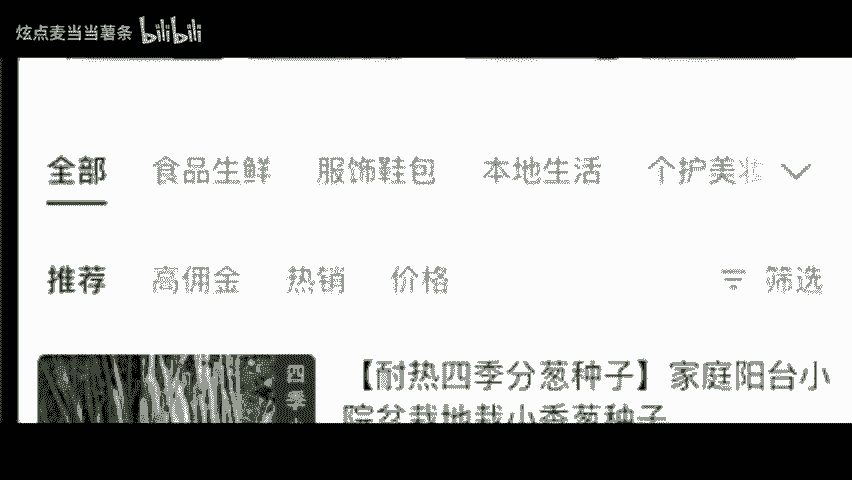 炫点麦当当薯条 bilibili
全部 食品生鲜 服饰鞋包 本地生活 个护美妆
推荐 高佣金 热销 价格 筛选
四季
【耐热四季分葱种子】家庭阳台小
院盆栽地栽小香葱种子